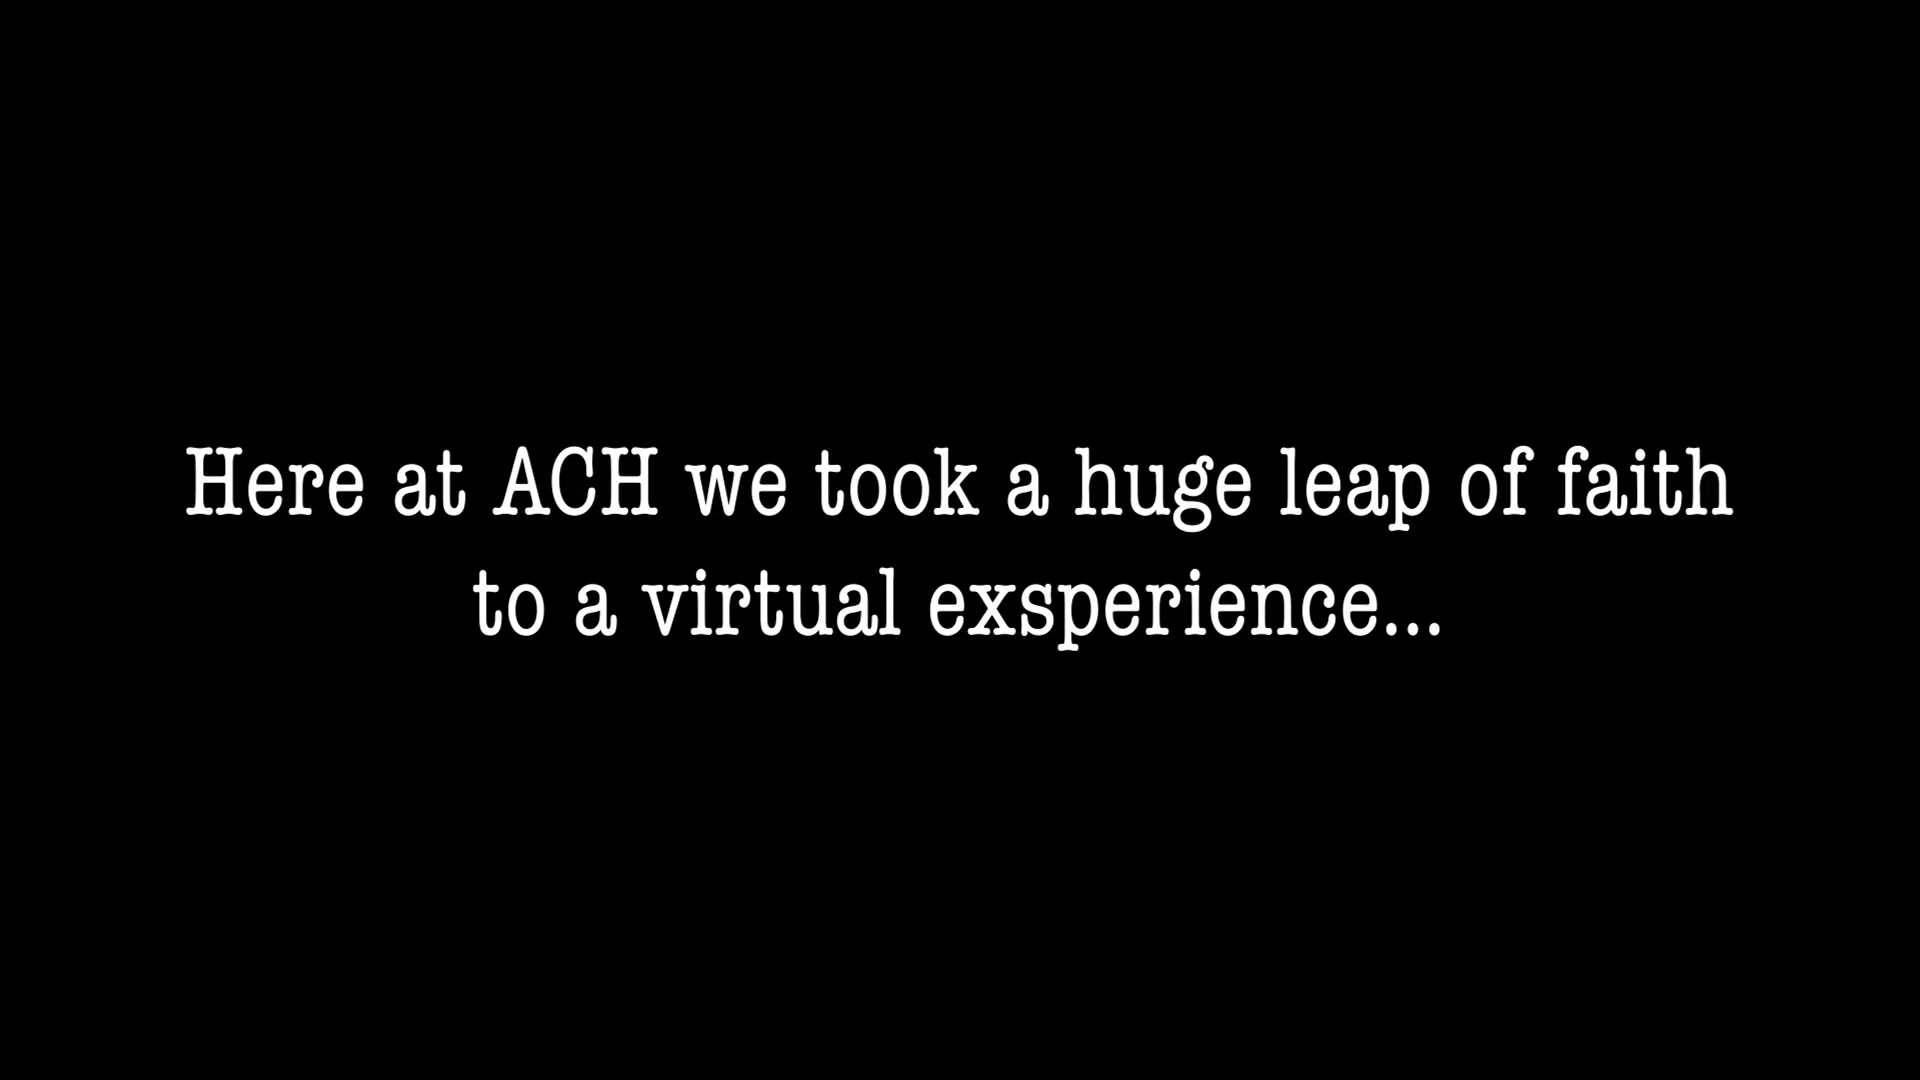 Here at ACH we took a huge leap of faith
to a virtual exsperience...